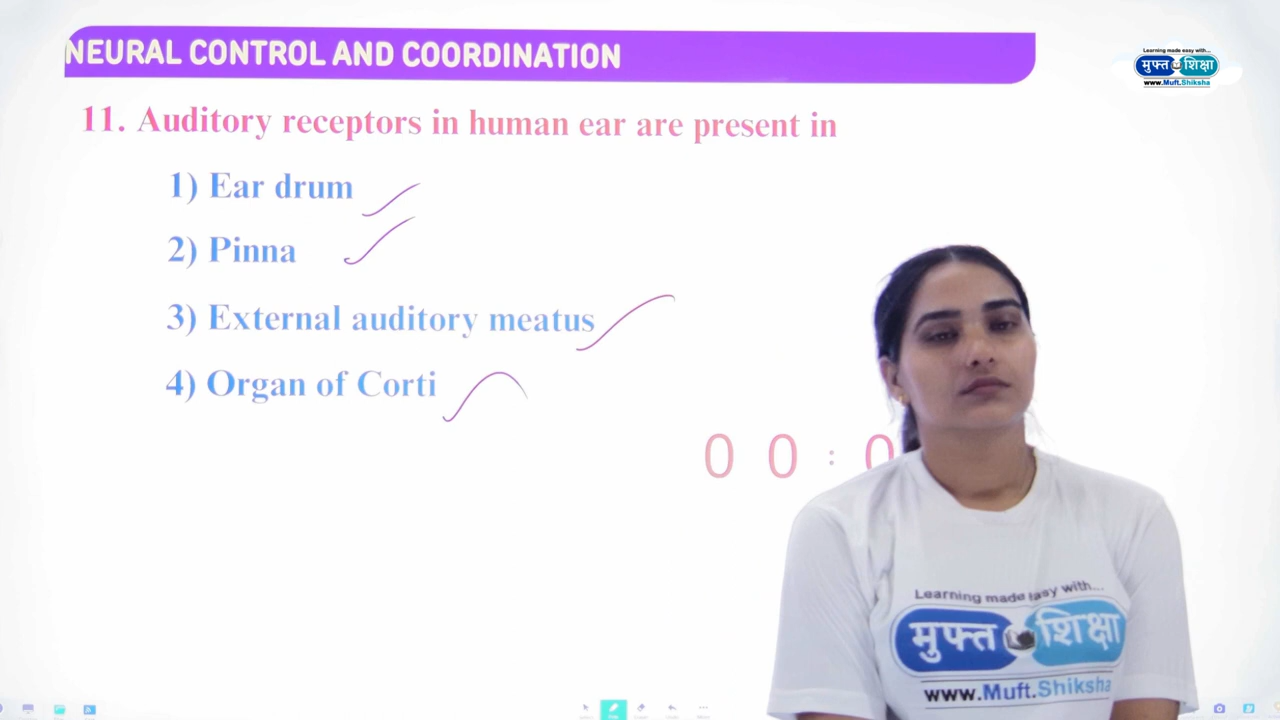 NEURAL CONTROL AND COORDINATION
Learning made easy with...
मुफ्त शिक्षा
www.Muft.Shiksha
11. Auditory receptors in human ear are present in
1) Ear drum
2) Pinna
3) External auditory meatus
4) Organ of Corti
00:0
Learning made easy with...
मुफ्त शिक्षा
www.Muft.Shiksha